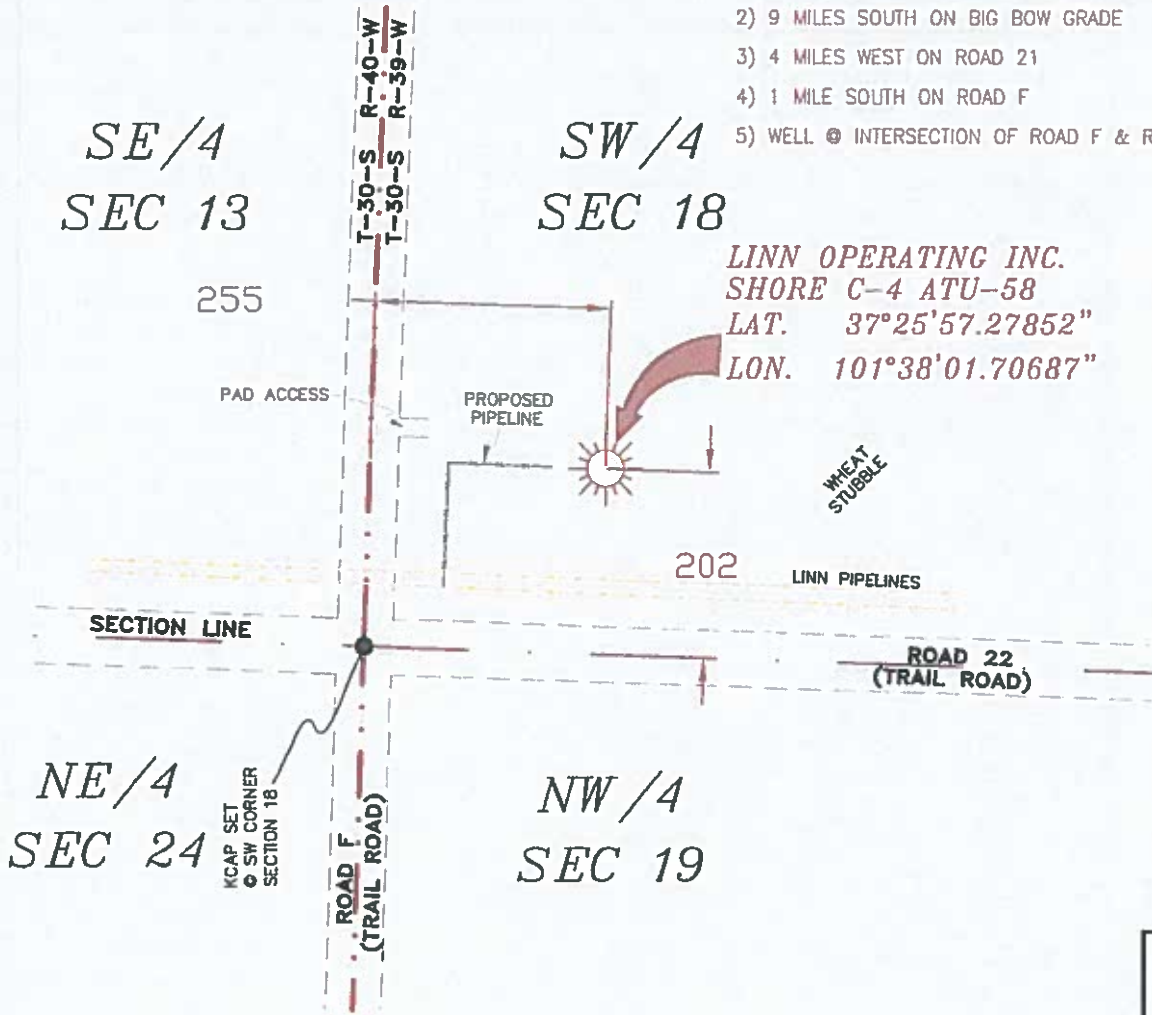 2) 9 MILES SOUTH ON BIG BOW GRADE
3) 4 MILES WEST ON ROAD 21
4) 1 MILE SOUTH ON ROAD F
5) WELL @ INTERSECTION OF ROAD F & R
T-30-S R-40-W
T-30-S R-39-W
SE/4
SEC 13
SW/4
SEC 18
LINN OPERATING INC.
SHORE C-4 ATU-58
LAT. 37°25'57.27852"
LON. 101°38'01.70687"
255
PAD ACCESS
PROPOSED
PIPELINE
WHEAT
STUBBLE
202
LINN PIPELINES
SECTION LINE
ROAD 22
(TRAIL ROAD)
NE/4
SEC 24
KCAP SET
@ SW CORNER
SECTION 18
ROAD F
(TRAIL ROAD)
NW/4
SEC 19